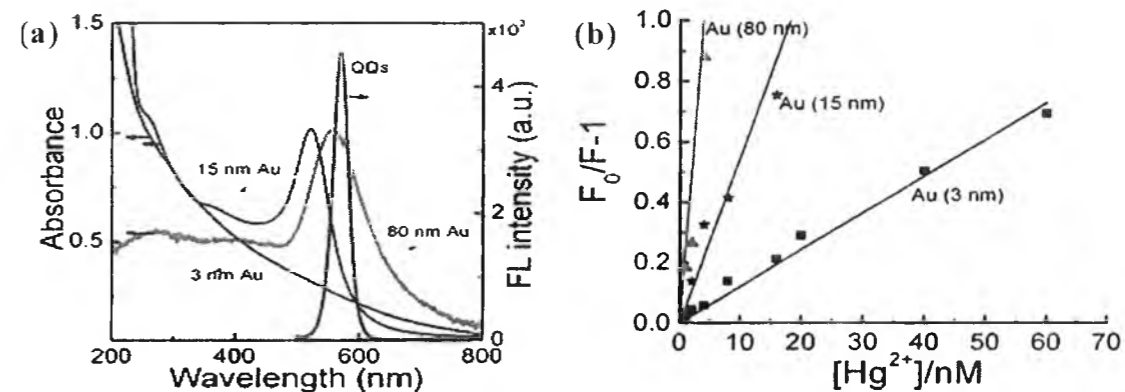 (a)
1.5
1.0
0.5
Absorbance
QQs
15 nm Au
80 nm Au
3 nm Au
x10³
4
2
0
FL intensity (a.u.)
200 400 600 800
Wavelength (nm)
(b)
1.0
0.8
0.6
0.4
0.2
0.0
F₀/F-1
Au (80 nm)
Au (15 nm)
Au (3 nm)
0 10 20 30 40 50 60 70
[Hg²⁺]/nM